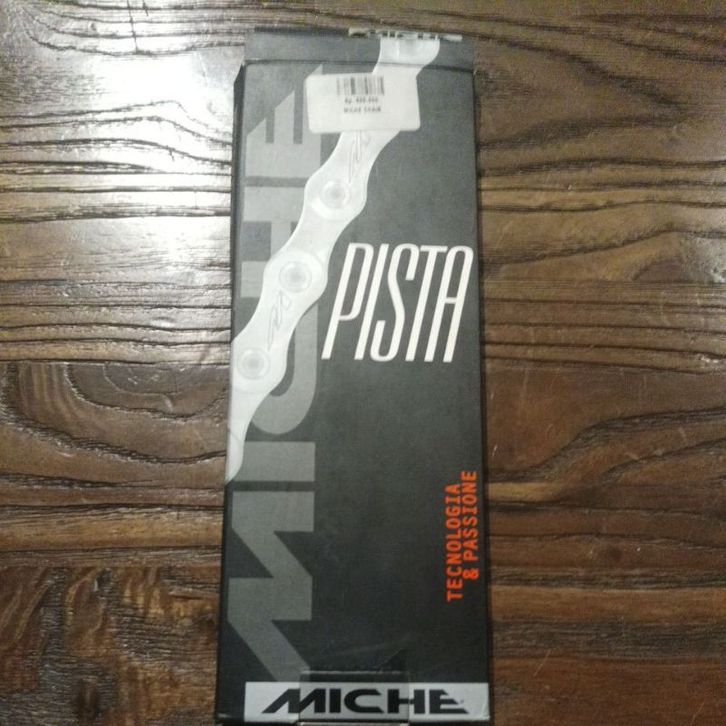 MICHE
PISTA
TECNOLOGIA
& PASSIONE
MICHE